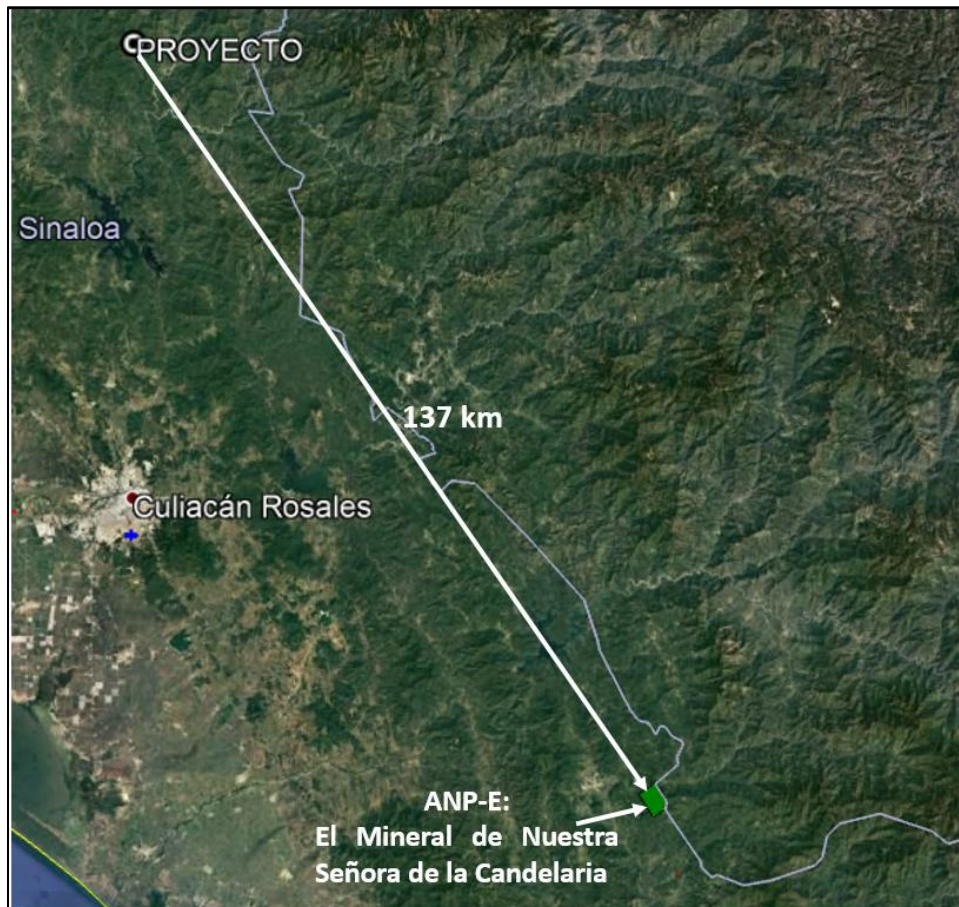 PROYECTO
Sinaloa
137 km
Culiacán Rosales
ANP-E:
El Mineral de Nuestra
Señora de la Candelaria